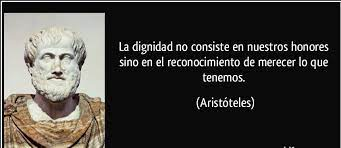 La dignidad no consiste en nuestros honores
sino en el reconocimiento de merecer lo que
tenemos.
(Aristóteles)